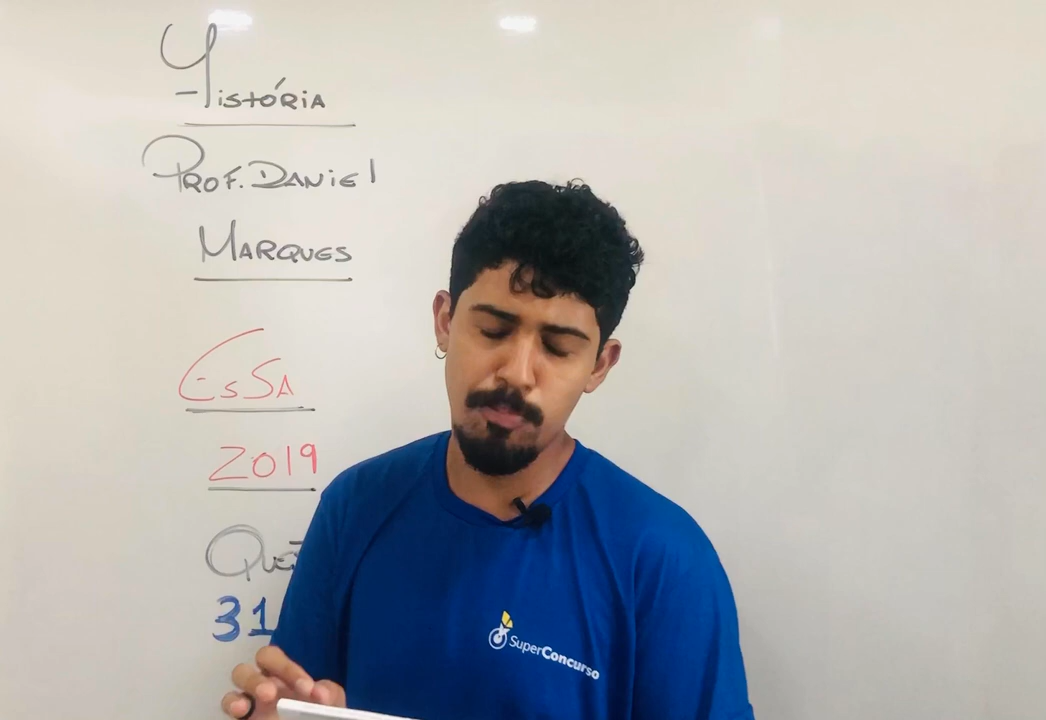 História
Prof. Daniel
Marques
EsSA
2019
31
SuperConcurso